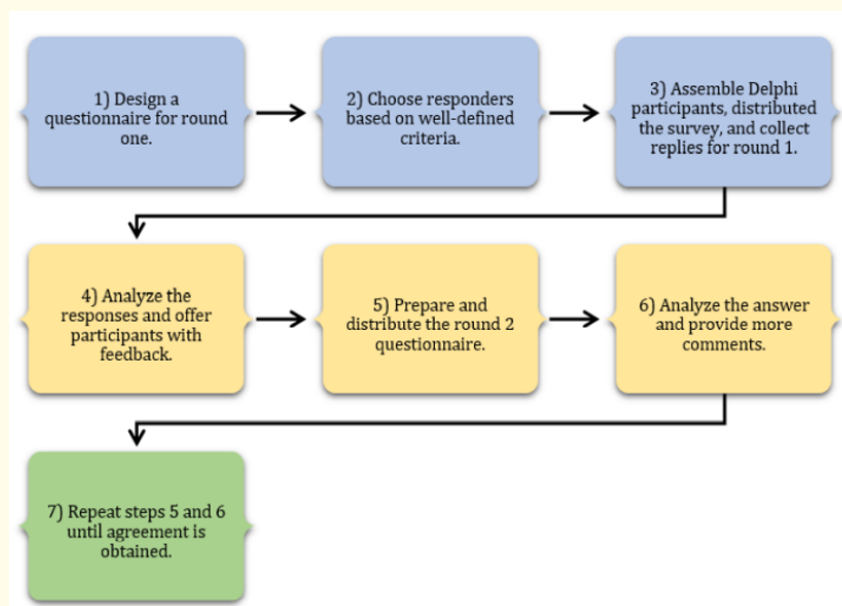 1) Design a
questionnaire for round
one.
2) Choose responders
based on well-defined
criteria.
3) Assemble Delphi
participants, distributed
the survey, and collect
replies for round 1.
4) Analyze the
responses and offer
participants with
feedback.
5) Prepare and
distribute the round 2
questionnaire.
6) Analyze the answer
and provide more
comments.
7) Repeat steps 5 and 6
until agreement is
obtained.